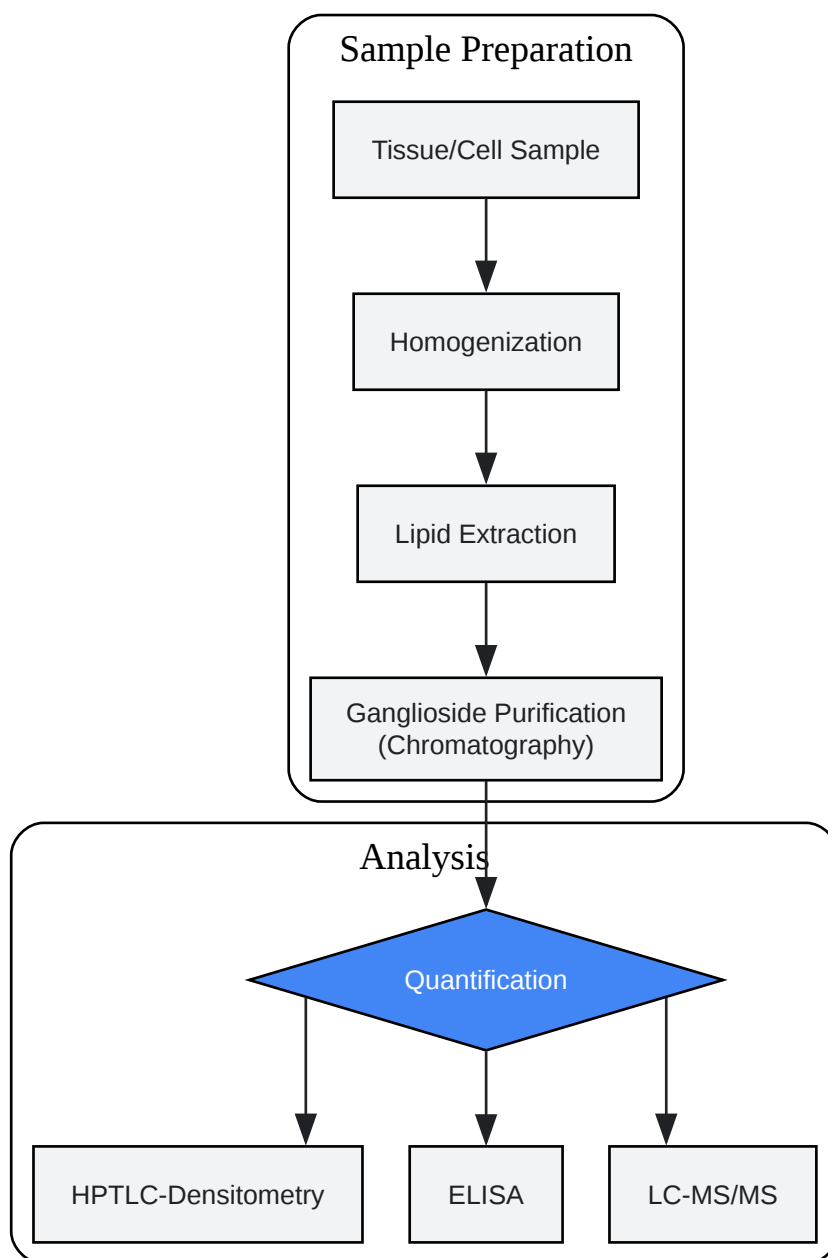 Sample Preparation
Tissue/Cell Sample
Homogenization
Lipid Extraction
Ganglioside Purification
(Chromatography)
Analysis
Quantification
HPTLC-Densitometry
ELISA
LC-MS/MS